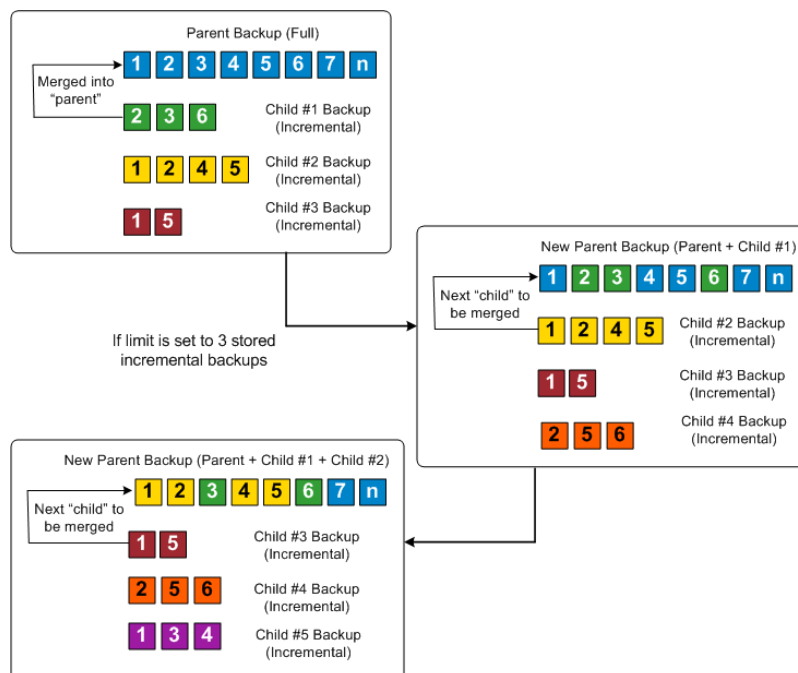 Parent Backup (Full)
1 2 3 4 5 6 7 n
Merged into
“parent”
2 3 6
Child #1 Backup
(Incremental)
1 2 4 5
Child #2 Backup
(Incremental)
1 5
Child #3 Backup
(Incremental)
If limit is set to 3 stored
incremental backups
New Parent Backup (Parent + Child #1)
1 2 3 4 5 6 7 n
Next “child” to
be merged
1 2 4 5
Child #2 Backup
(Incremental)
1 5
Child #3 Backup
(Incremental)
2 5 6
Child #4 Backup
(Incremental)
New Parent Backup (Parent + Child #1 + Child #2)
1 2 3 4 5 6 7 n
Next “child” to
be merged
1 5
Child #3 Backup
(Incremental)
2 5 6
Child #4 Backup
(Incremental)
1 3 4
Child #5 Backup
(Incremental)